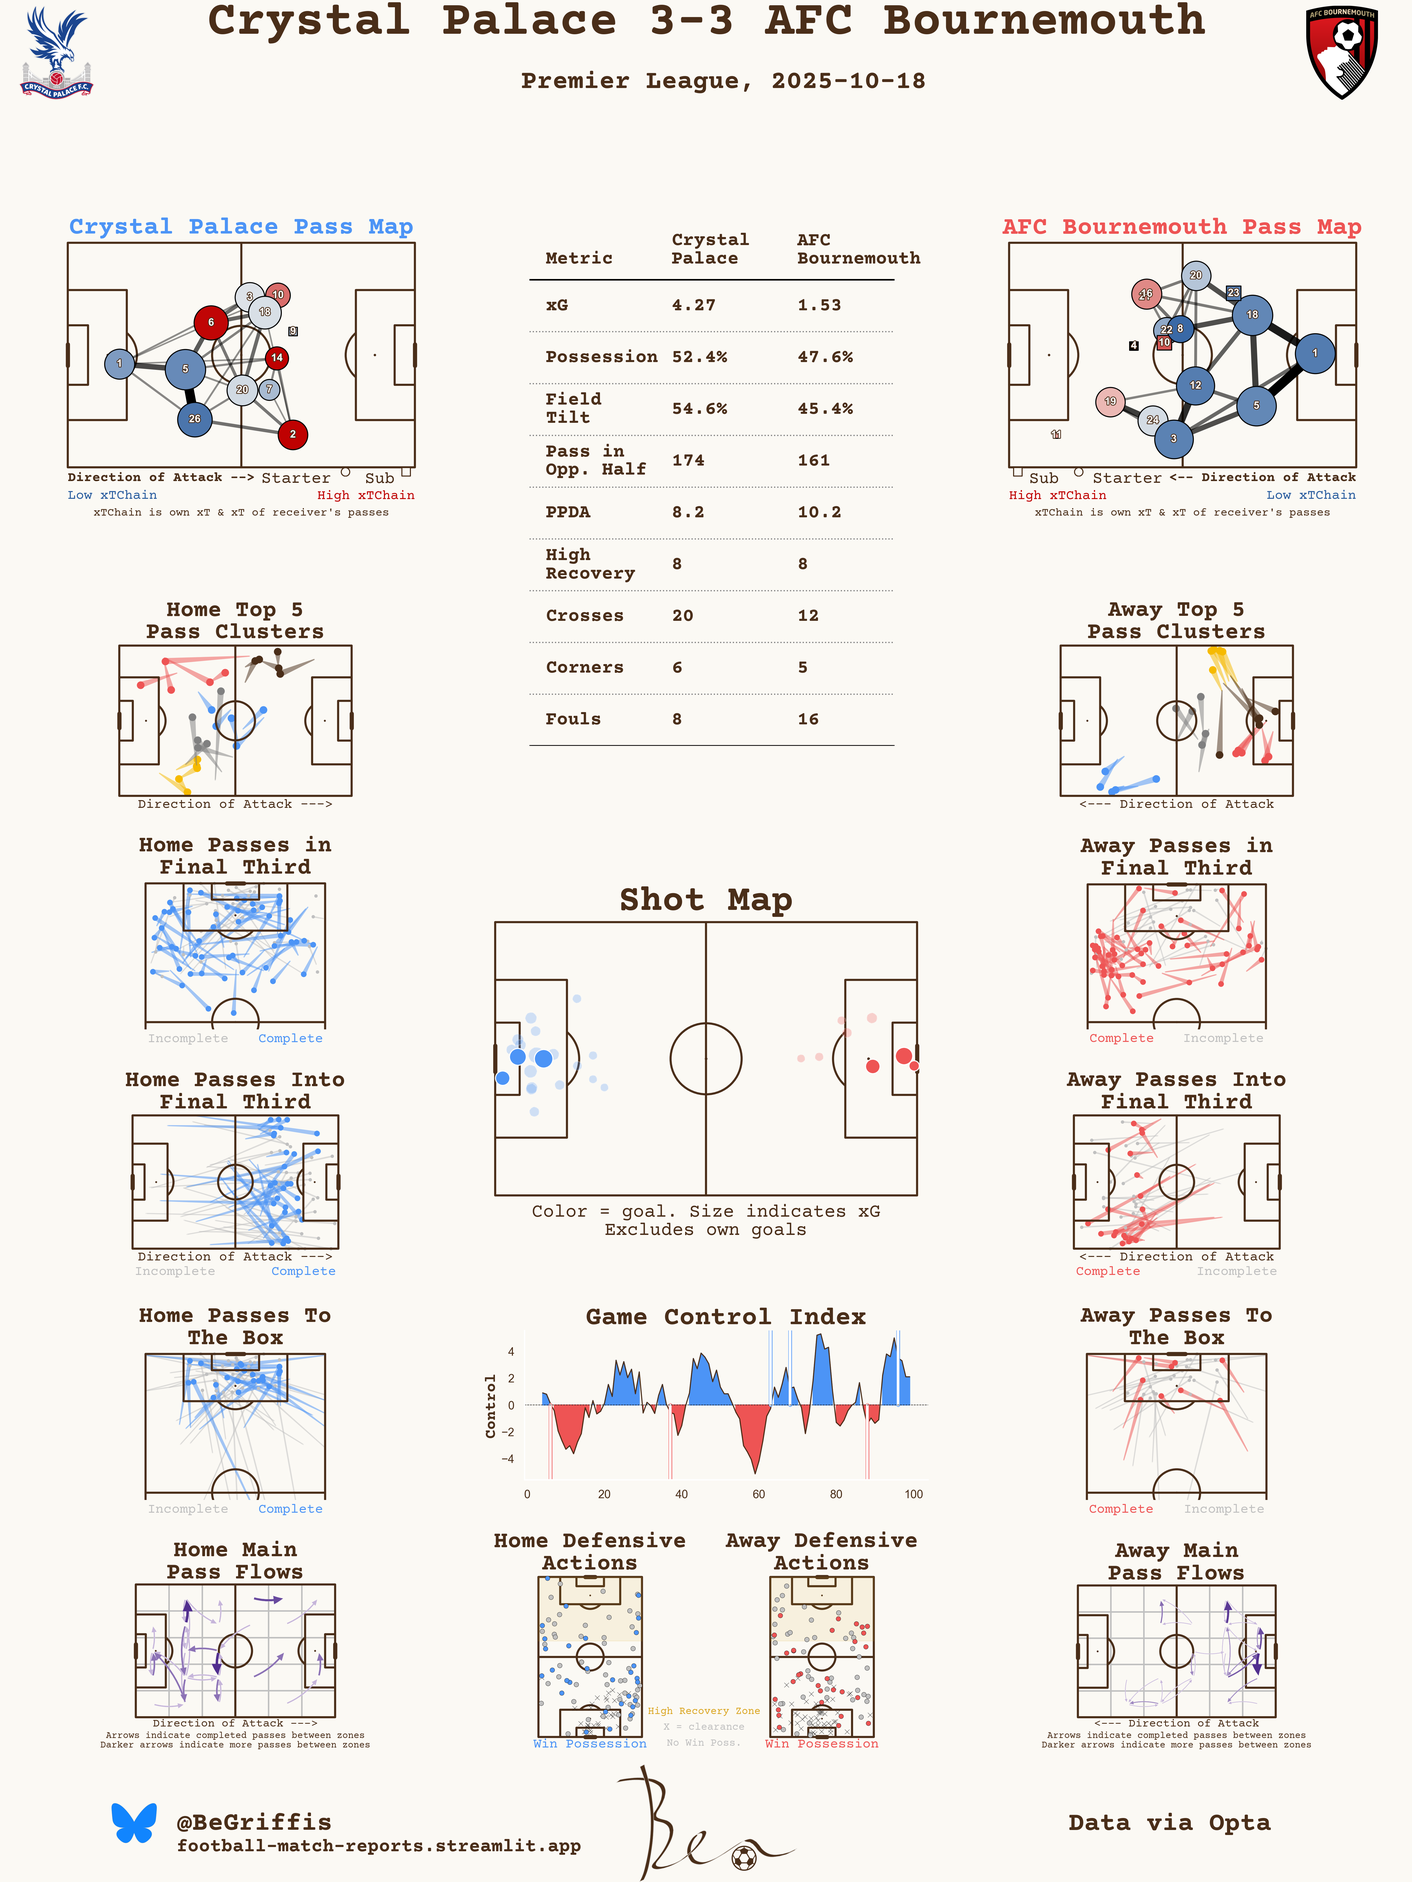 Crystal Palace 3-3 AFC Bournemouth
Premier League, 2025-10-18
CRYSTAL PALACE F.C.
AFC BOURNEMOUTH
Crystal Palace Pass Map
1
5
26
6
3
10
18
9
14
20
7
2
Direction of Attack --> Starter Sub
Low xTChain High xTChain
xTChain is own xT & xT of receiver's passes
Metric Crystal Palace AFC Bournemouth
xG 4.27 1.53
Possession 52.4% 47.6%
Field Tilt 54.6% 45.4%
Pass in Opp. Half 174 161
PPDA 8.2 10.2
High Recovery 8 8
Crosses 20 12
Corners 6 5
Fouls 8 16
AFC Bournemouth Pass Map
20
16
23
18
22
8
10
4
1
12
19
24
5
3
11
Sub Starter <-- Direction of Attack
High xTChain Low xTChain
xTChain is own xT & xT of receiver's passes
Home Top 5
Pass Clusters
Direction of Attack --->
Away Top 5
Pass Clusters
<--- Direction of Attack
Home Passes in
Final Third
Incomplete Complete
Away Passes in
Final Third
Complete Incomplete
Shot Map
Color = goal. Size indicates xG
Excludes own goals
Home Passes Into
Final Third
Direction of Attack --->
Incomplete Complete
Away Passes Into
Final Third
<--- Direction of Attack
Complete Incomplete
Home Passes To
The Box
Incomplete Complete
Game Control Index
Control
4
2
0
−2
−4
0 20 40 60 80 100
Away Passes To
The Box
Complete Incomplete
Home Main
Pass Flows
Direction of Attack --->
Arrows indicate completed passes between zones
Darker arrows indicate more passes between zones
Home Defensive
Actions
Win Possession
High Recovery Zone
X = clearance
No Win Poss.
Away Defensive
Actions
Win Possession
Away Main
Pass Flows
<--- Direction of Attack
Arrows indicate completed passes between zones
Darker arrows indicate more passes between zones
@BeGriffis
football-match-reports.streamlit.app
Ben
Data via Opta